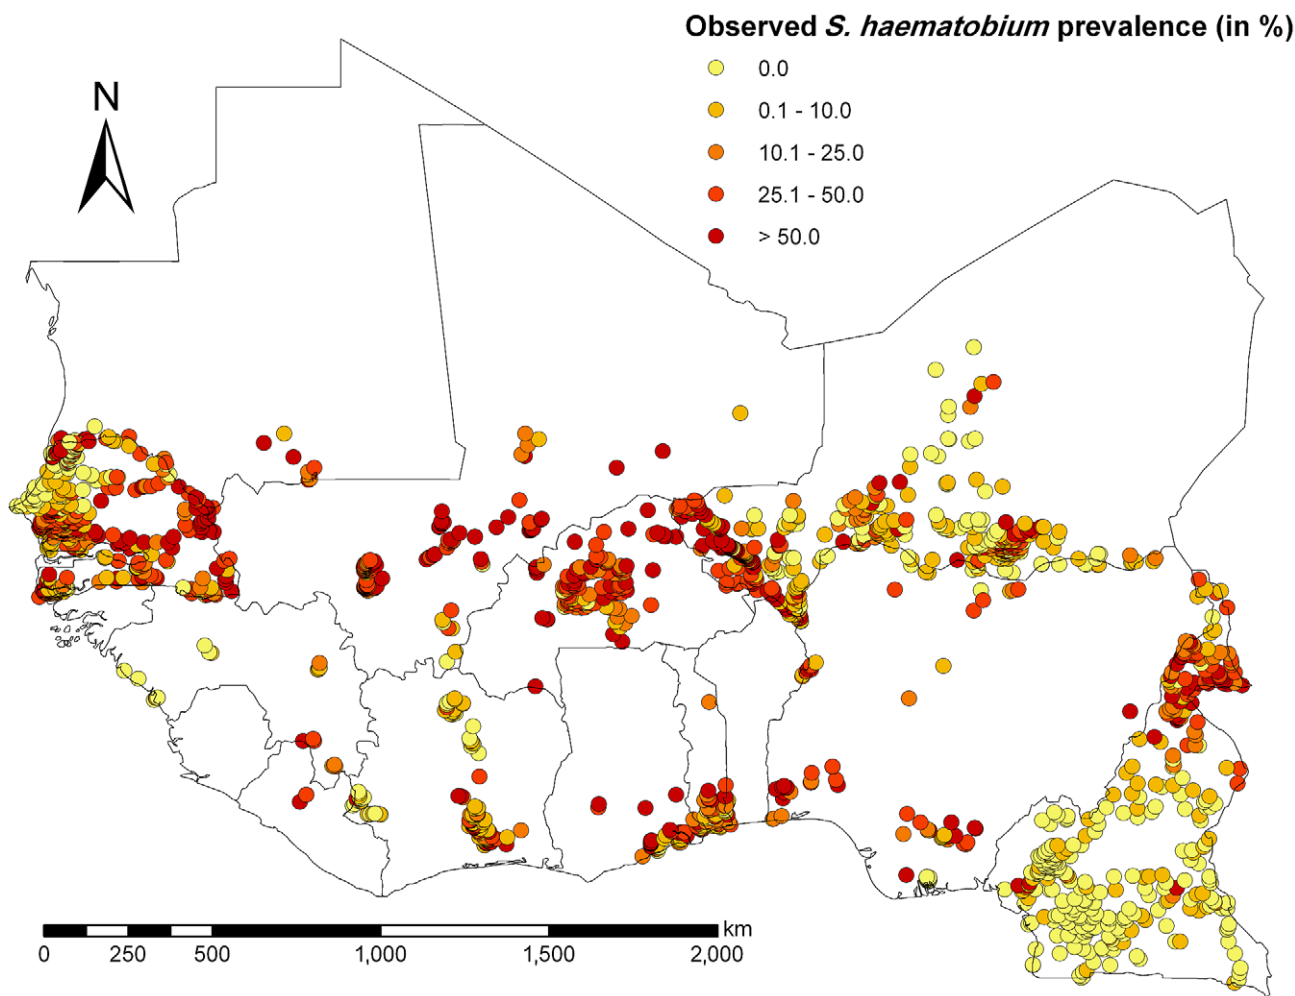 Observed S. haematobium prevalence (in %)
0.0
0.1 - 10.0
10.1 - 25.0
25.1 - 50.0
> 50.0
N
km
0 250 500 1,000 1,500 2,000